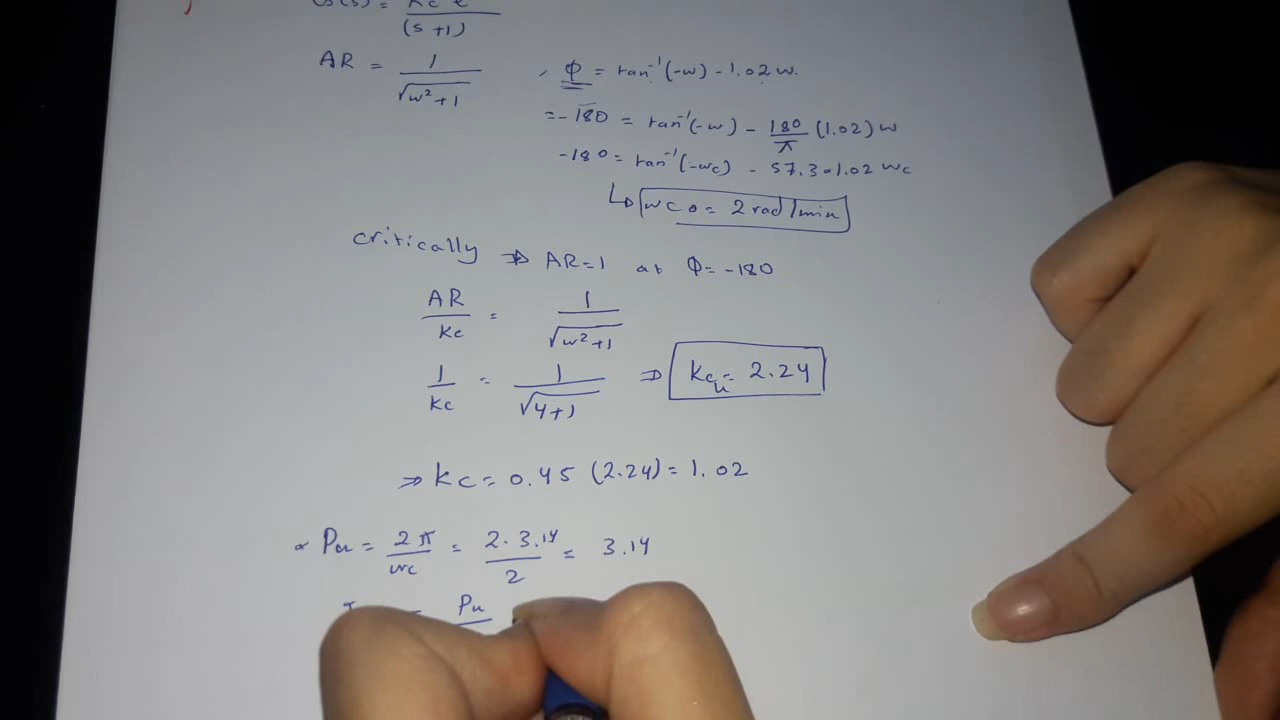 (s+1)
AR = 1 / √w²+1 , Φ = tan⁻¹(-w) - 1.02 w.
= -180 = tan⁻¹(-w) - 180/π (1.02) w
-180 = tan⁻¹(-wc) - 57.3 * 1.02 wc
↳ wco = 2 rad/min
critically ⇒ AR=1 at Φ=-180
AR/Kc = 1 / √w²+1
1/Kc = 1 / √4+1 ⇒ Kcu = 2.24
⇒ Kc = 0.45 (2.24) = 1.02
Pu = 2π/wc = 2. 3.14/2 = 3.14
= Pu